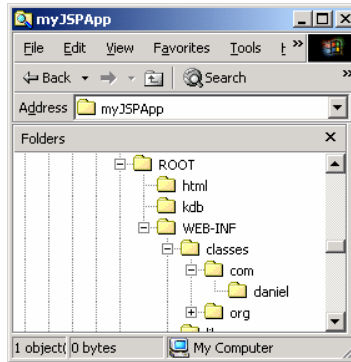 myJSPApp
File Edit View Favorites Tools »
Back Search »
Address myJSPApp
Folders
ROOT
html
kdb
WEB-INF
classes
com
daniel
org
1 object( 0 bytes My Computer